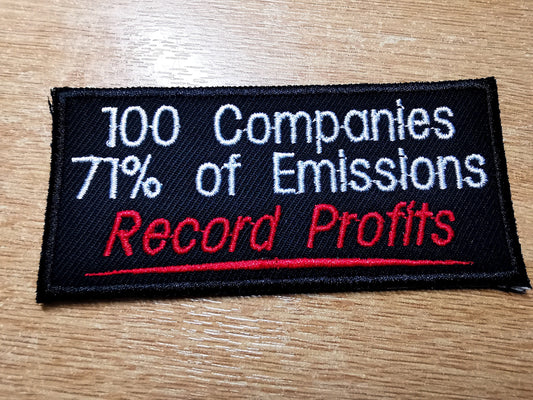 100 Companies
71% of Emissions
Record Profits